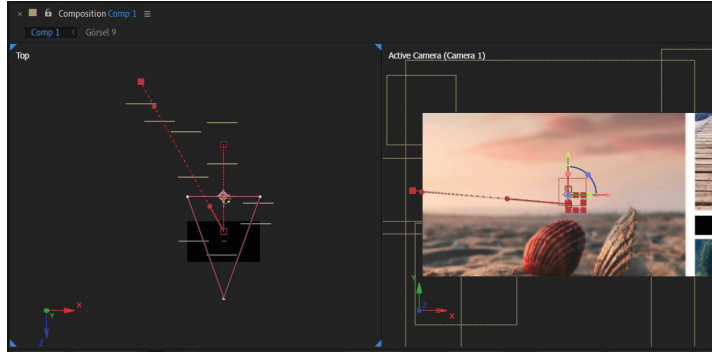 × Composition Comp 1 ≡
Comp 1 ‹ Görsel 9
Top
Active Camera (Camera 1)
Y X
Z
Y
Z
X